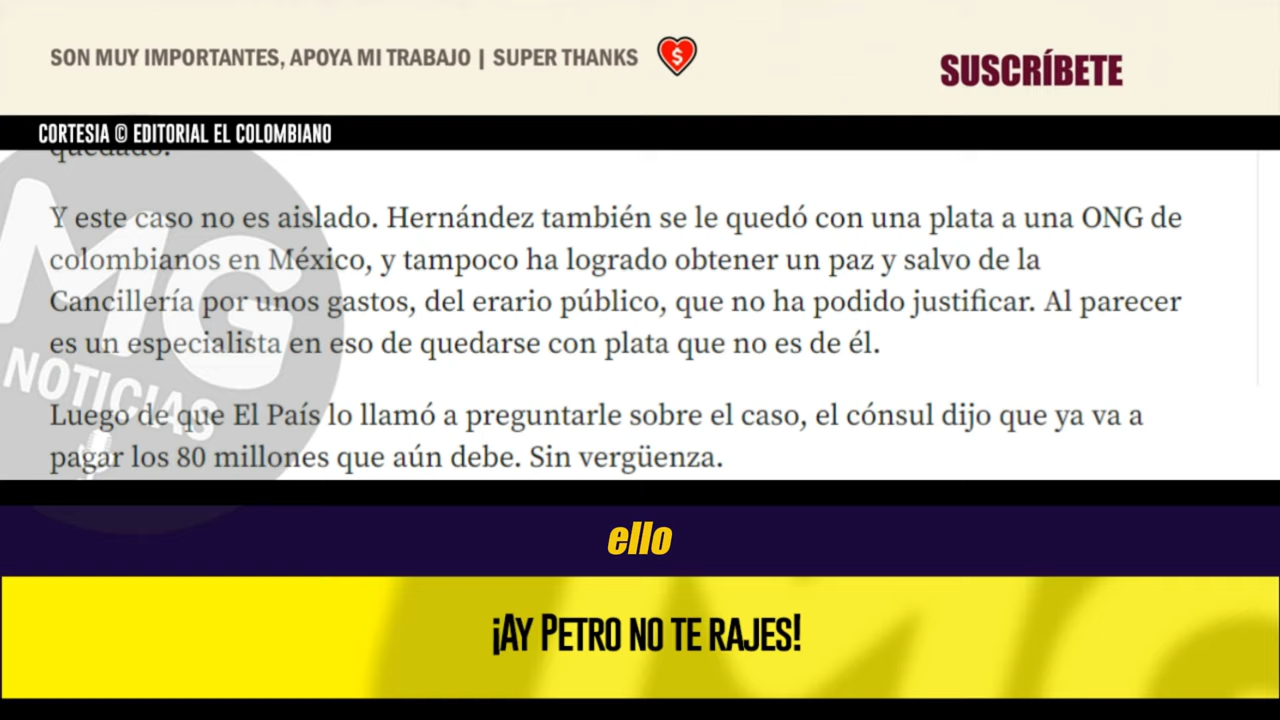 SON MUY IMPORTANTES, APOYA MI TRABAJO | SUPER THANKS $
SUSCRÍBETE
CORTESIA © EDITORIAL EL COLOMBIANO
quedado.
Y este caso no es aislado. Hernández también se le quedó con una plata a una ONG de
colombianos en México, y tampoco ha logrado obtener un paz y salvo de la
Cancillería por unos gastos, del erario público, que no ha podido justificar. Al parecer
es un especialista en eso de quedarse con plata que no es de él.
Luego de que El País lo llamó a preguntarle sobre el caso, el cónsul dijo que ya va a
pagar los 80 millones que aún debe. Sin vergüenza.
MG
NOTICIAS
ello
¡AY PETRO NO TE RAJES!